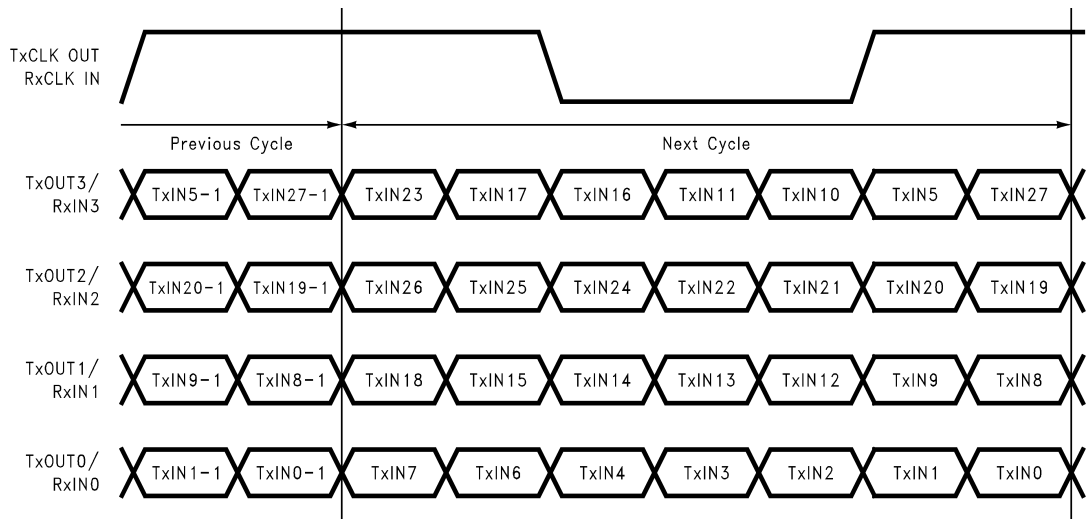 TxCLK OUT
RxCLK IN
Previous Cycle Next Cycle
TxOUT3/
RxIN3
TxIN5-1 TxIN27-1 TxIN23 TxIN17 TxIN16 TxIN11 TxIN10 TxIN5 TxIN27
TxOUT2/
RxIN2
TxIN20-1 TxIN19-1 TxIN26 TxIN25 TxIN24 TxIN22 TxIN21 TxIN20 TxIN19
TxOUT1/
RxIN1
TxIN9-1 TxIN8-1 TxIN18 TxIN15 TxIN14 TxIN13 TxIN12 TxIN9 TxIN8
TxOUT0/
RxIN0
TxIN1-1 TxIN0-1 TxIN7 TxIN6 TxIN4 TxIN3 TxIN2 TxIN1 TxIN0